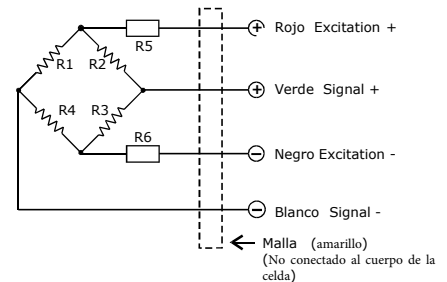 R5
Rojo Excitation +
R1
R2
Verde Signal +
R4
R3
R6
Negro Excitation -
Blanco Signal -
Malla (amarillo)
(No conectado al cuerpo de la
celda)